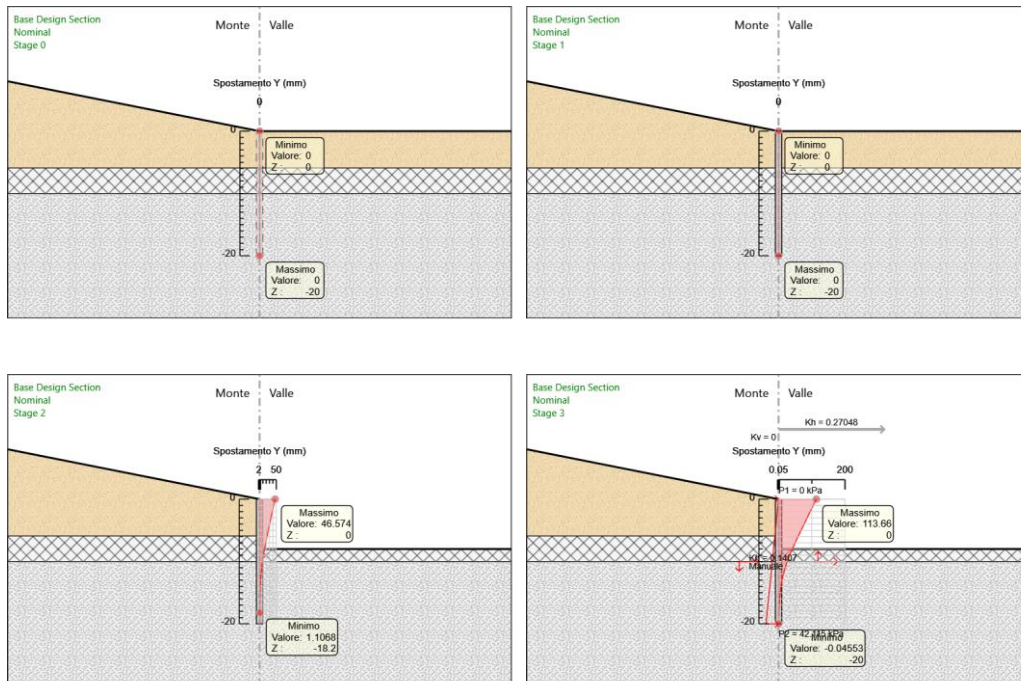 Base Design Section
Nominal
Stage 0
Monte
Valle
Spostamento Y (mm)
0
0
Minimo
Valore: 0
Z : 0
-20
Massimo
Valore: 0
Z : -20
Base Design Section
Nominal
Stage 1
Monte
Valle
Spostamento Y (mm)
0
0
Minimo
Valore: 0
Z : 0
-20
Massimo
Valore: 0
Z : -20
Base Design Section
Nominal
Stage 2
Monte
Valle
Spostamento Y (mm)
2 50
0
Massimo
Valore: 46.574
Z : 0
-20
Minimo
Valore: 1.1068
Z : -18.2
Base Design Section
Nominal
Stage 3
Monte
Valle
Kh = 0.27048
Kv = 0
Spostamento Y (mm)
0.05 200
P1 = 0 kPa
0
Massimo
Valore: 113.66
Z : 0
Manuale
-20
Minimo
Valore: -0.04553
Z : -20